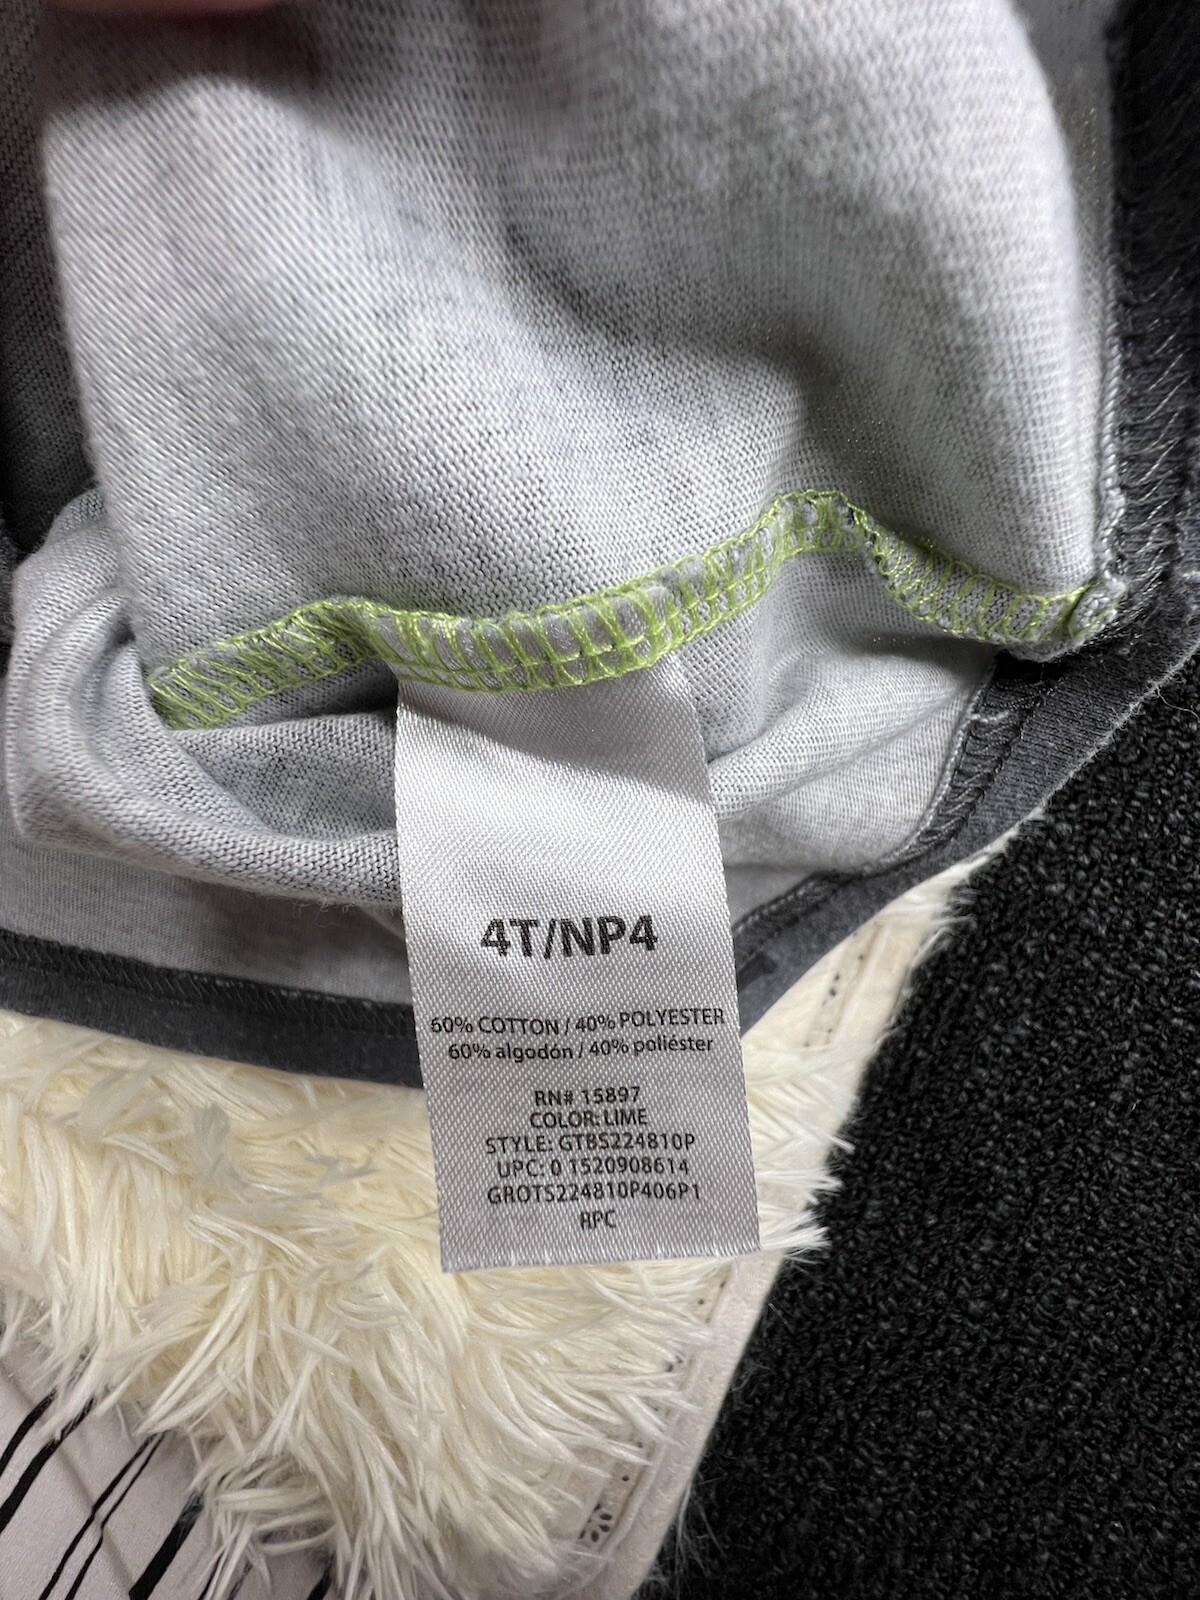 4T/NP4
60% COTTON / 40% POLYESTER
60% algodón / 40% poliéster
RN# 15897
COLOR: LIME
STYLE: GTBS224810P
UPC: 0 1520908614
GROTS224810P406P1
RPC